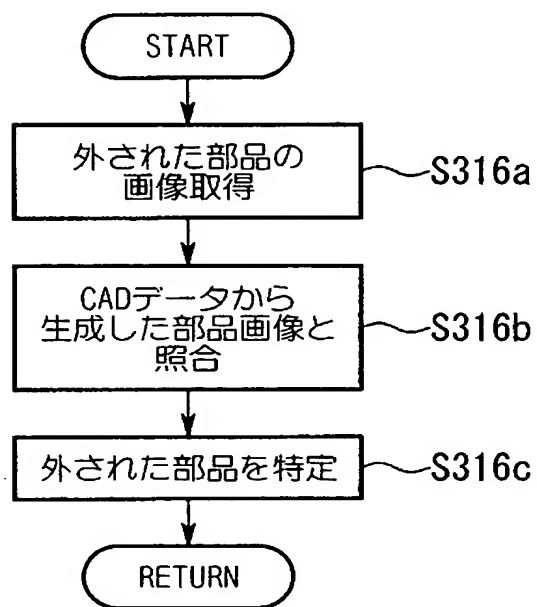 START
外された部品の
画像取得
S316a
CADデータから
生成した部品画像と
照合
S316b
外された部品を特定
S316c
RETURN